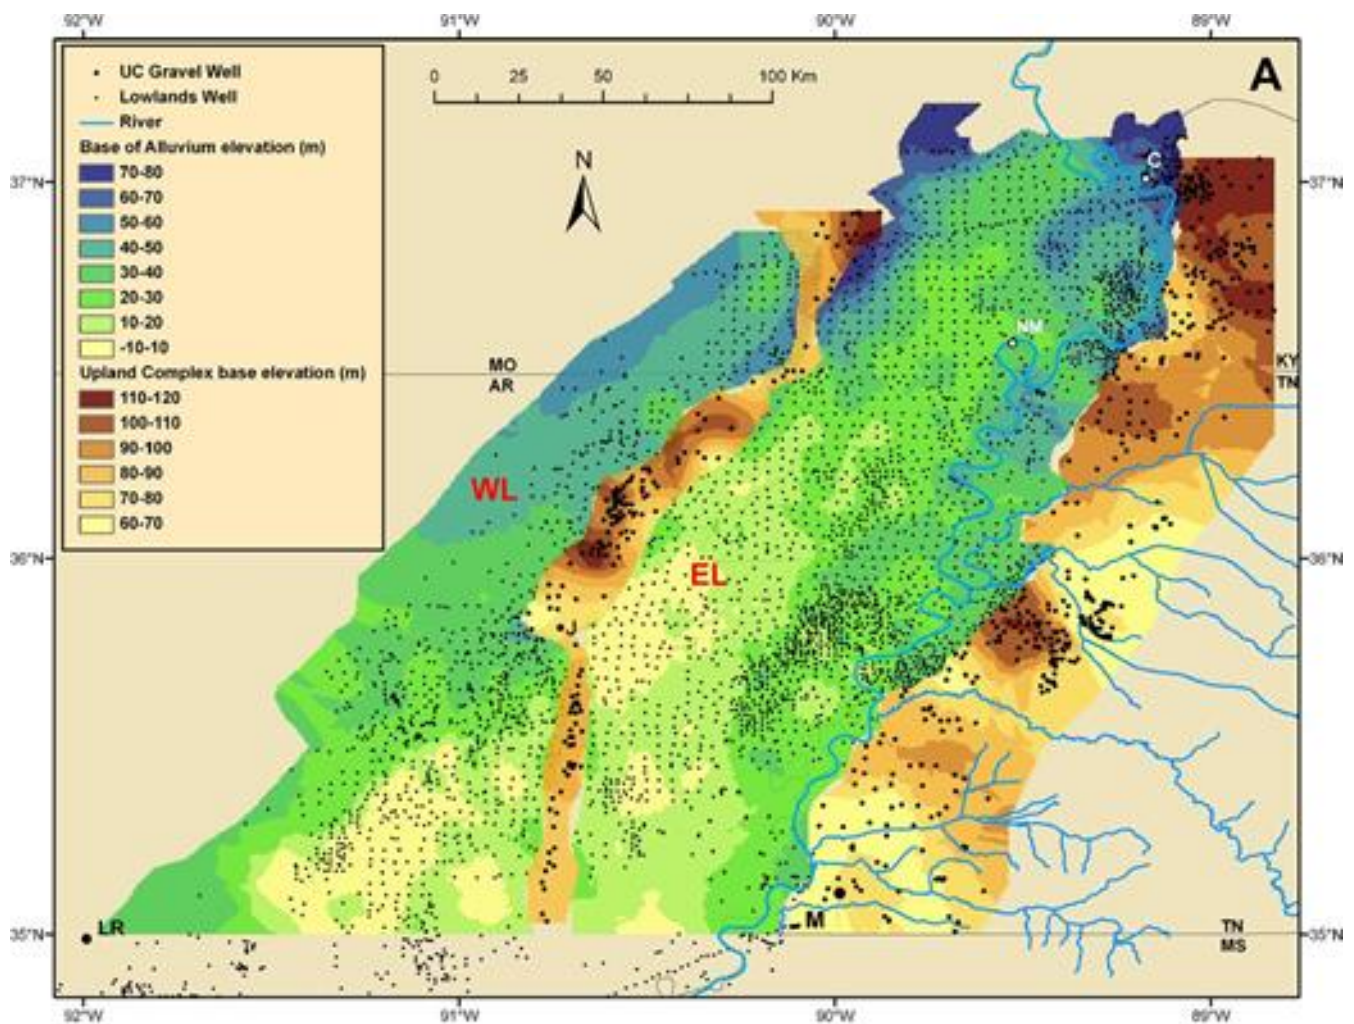 92°W 91°W 90°W 89°W
A
UC Gravel Well
Lowlands Well
River
Base of Alluvium elevation (m)
70-80
60-70
50-60
40-50
30-40
20-30
10-20
-10-10
Upland Complex base elevation (m)
110-120
100-110
90-100
80-90
70-80
60-70
0 25 50 100 Km
N
C
37°N 37°N
NM
MO
AR
KY
TN
WL
36°N 36°N
EL
J
M
LR
TN
MS
35°N 35°N
92°W 91°W 90°W 89°W